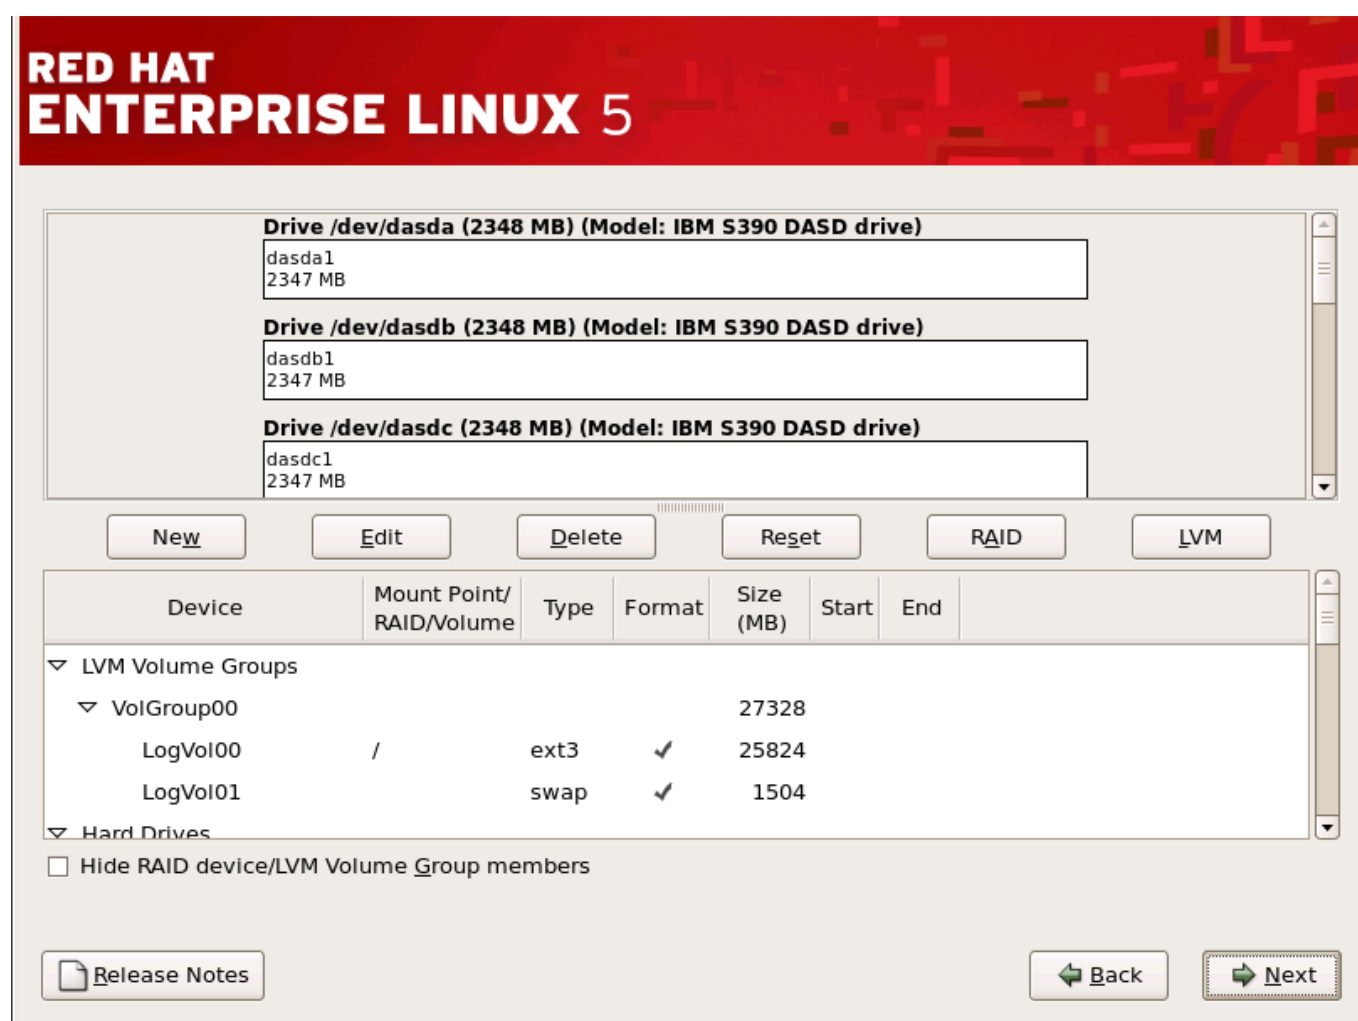 RED HAT
ENTERPRISE LINUX 5
Drive /dev/dasda (2348 MB) (Model: IBM S390 DASD drive)
dasda1
2347 MB
Drive /dev/dasdb (2348 MB) (Model: IBM S390 DASD drive)
dasdb1
2347 MB
Drive /dev/dasdc (2348 MB) (Model: IBM S390 DASD drive)
dasdc1
2347 MB
New Edit Delete Reset RAID LVM
Device Mount Point/ RAID/Volume Type Format Size (MB) Start End
LVM Volume Groups
VolGroup00 27328
LogVol00 / ext3 25824
LogVol01 swap 1504
Hard Drives
Hide RAID device/LVM Volume Group members
Release Notes Back Next